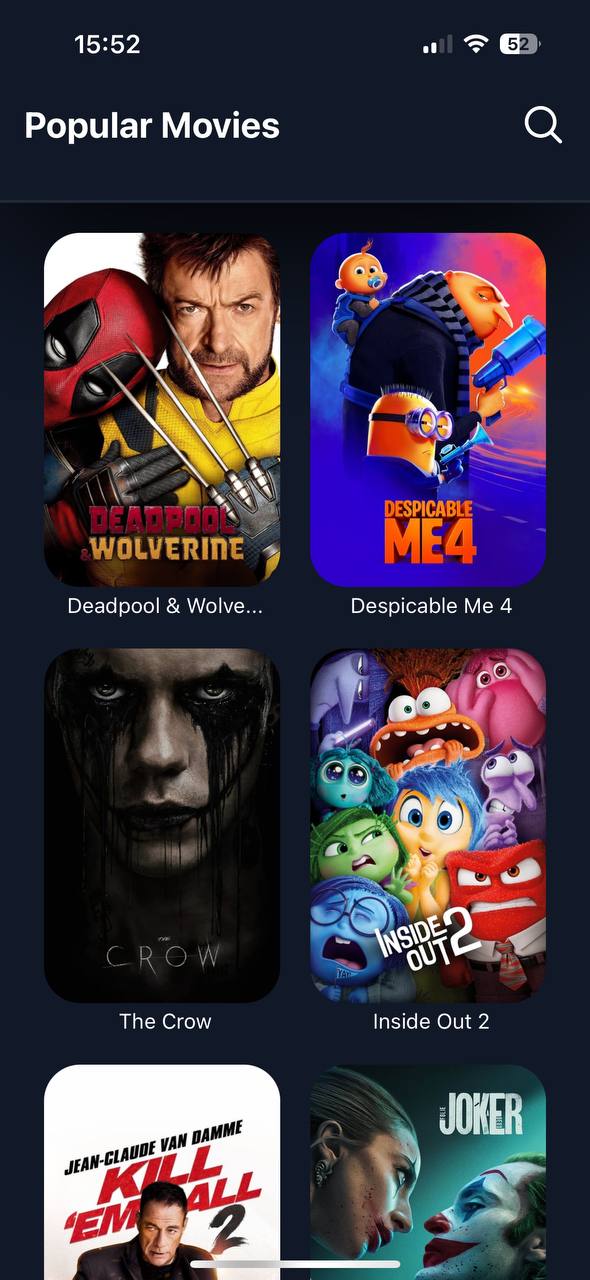 15:52
52
Popular Movies
DEADPOOL
& WOLVERINE
DESPICABLE
ME 4
Deadpool & Wolve...
Despicable Me 4
THE
CROW
INSIDE
OUT 2
The Crow
Inside Out 2
JEAN-CLAUDE VAN DAMME
KILL
'EM ALL
2
JOKER